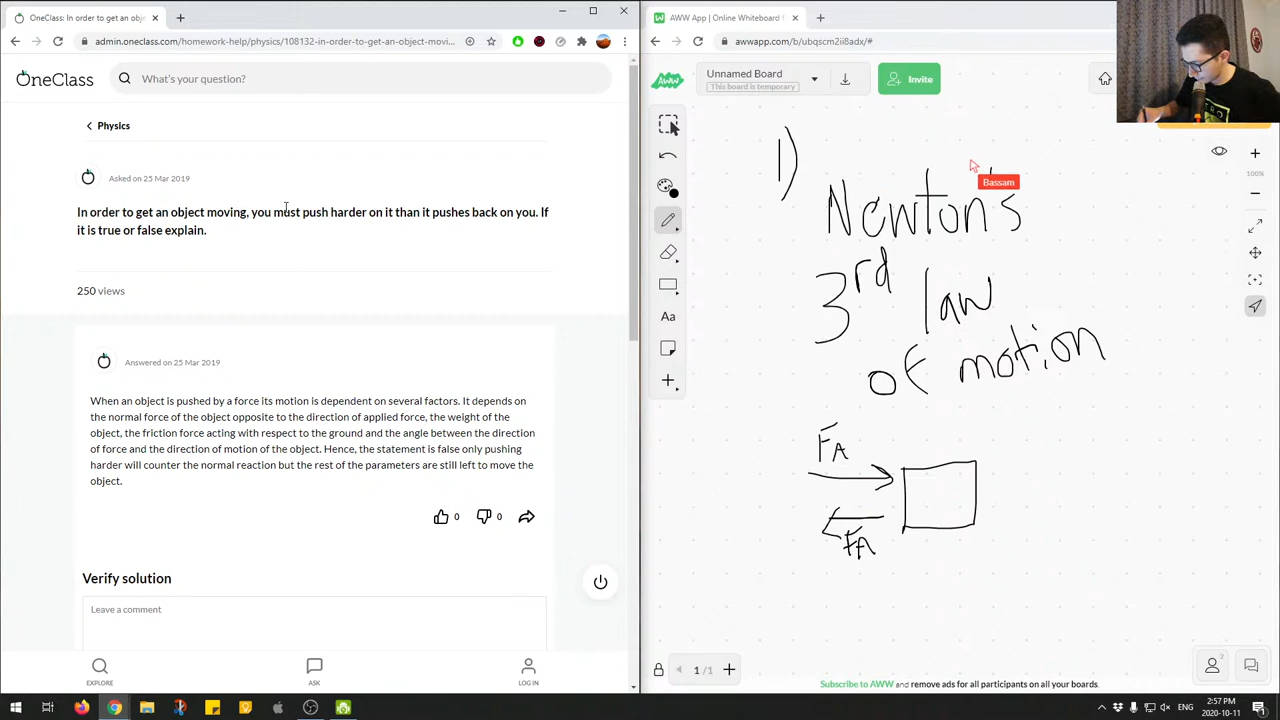 OneClass: In order to get an obje
AWW App | Online Whiteboard f
admin.oneclass.com/homework-help/physics/108132-in-order-to-get-an-object-movi...
awwapp.com/b/ubqscm2ii8adx/#
OneClass
What's your question?
Physics
Asked on 25 Mar 2019
In order to get an object moving, you must push harder on it than it pushes back on you. If
it is true or false explain.
250 views
Answered on 25 Mar 2019
When an object is pushed by a force its motion is dependent on several factors. It depends on
the normal force of the object opposite to the direction of applied force, the weight of the
object, the friction force acting with respect to the ground and the angle between the direction
of force and the direction of motion of the object. Hence, the statement is false only pushing
harder will counter the normal reaction but the rest of the parameters are still left to move the
object.
0
0
Verify solution
Leave a comment
EXPLORE
ASK
LOG IN
AWW
Unnamed Board
This board is temporary
Invite
Aa
100%
1)
Bassam
Newton's
3rd law
of motion
FA
FA
1 / 1
2
Subscribe to AWW and remove ads for all participants on all your boards.
ENG
2:57 PM
2020-10-11
1